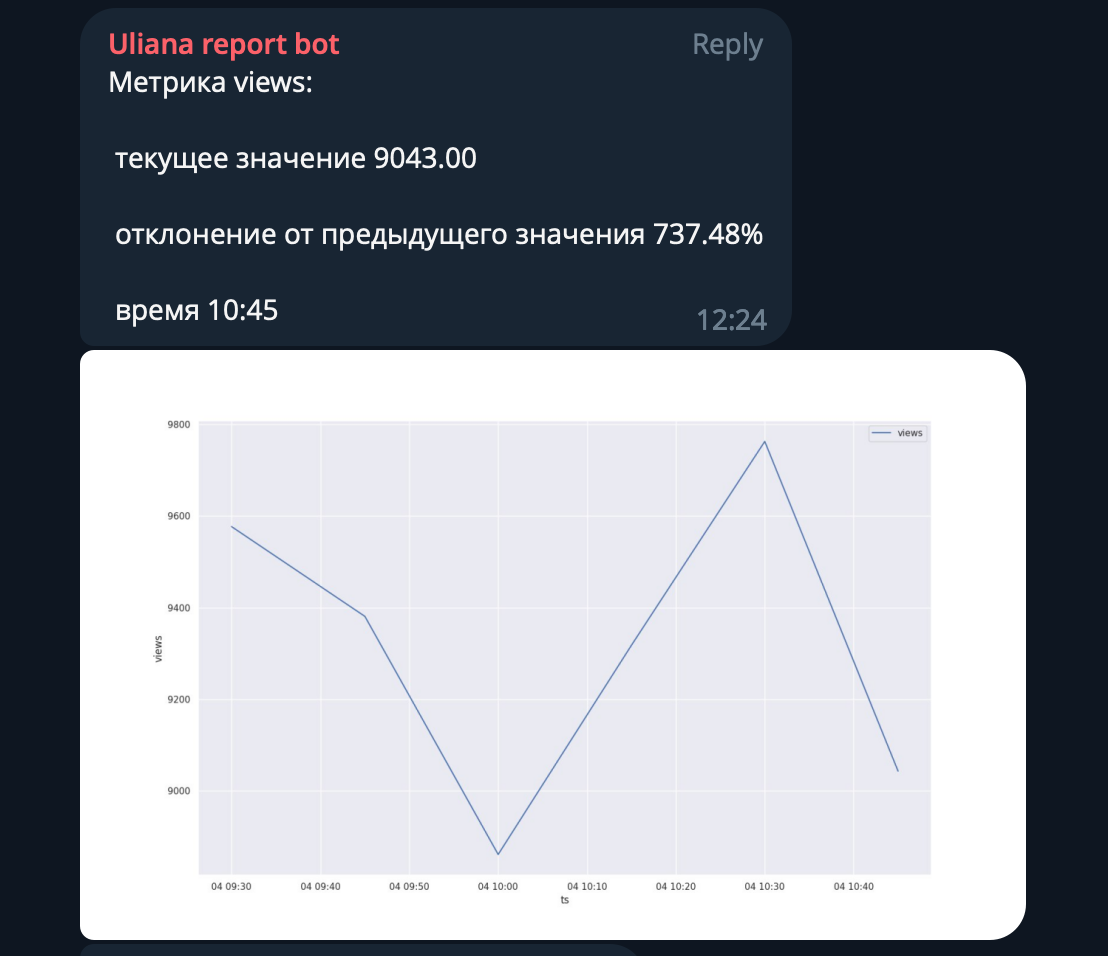 Uliana report bot Reply
Метрика views:
текущее значение 9043.00
отклонение от предыдущего значения 737.48%
время 10:45
12:24
views
9800
9600
9400
9200
9000
views
04 09:30 04 09:40 04 09:50 04 10:00 04 10:10 04 10:20 04 10:30 04 10:40
ts